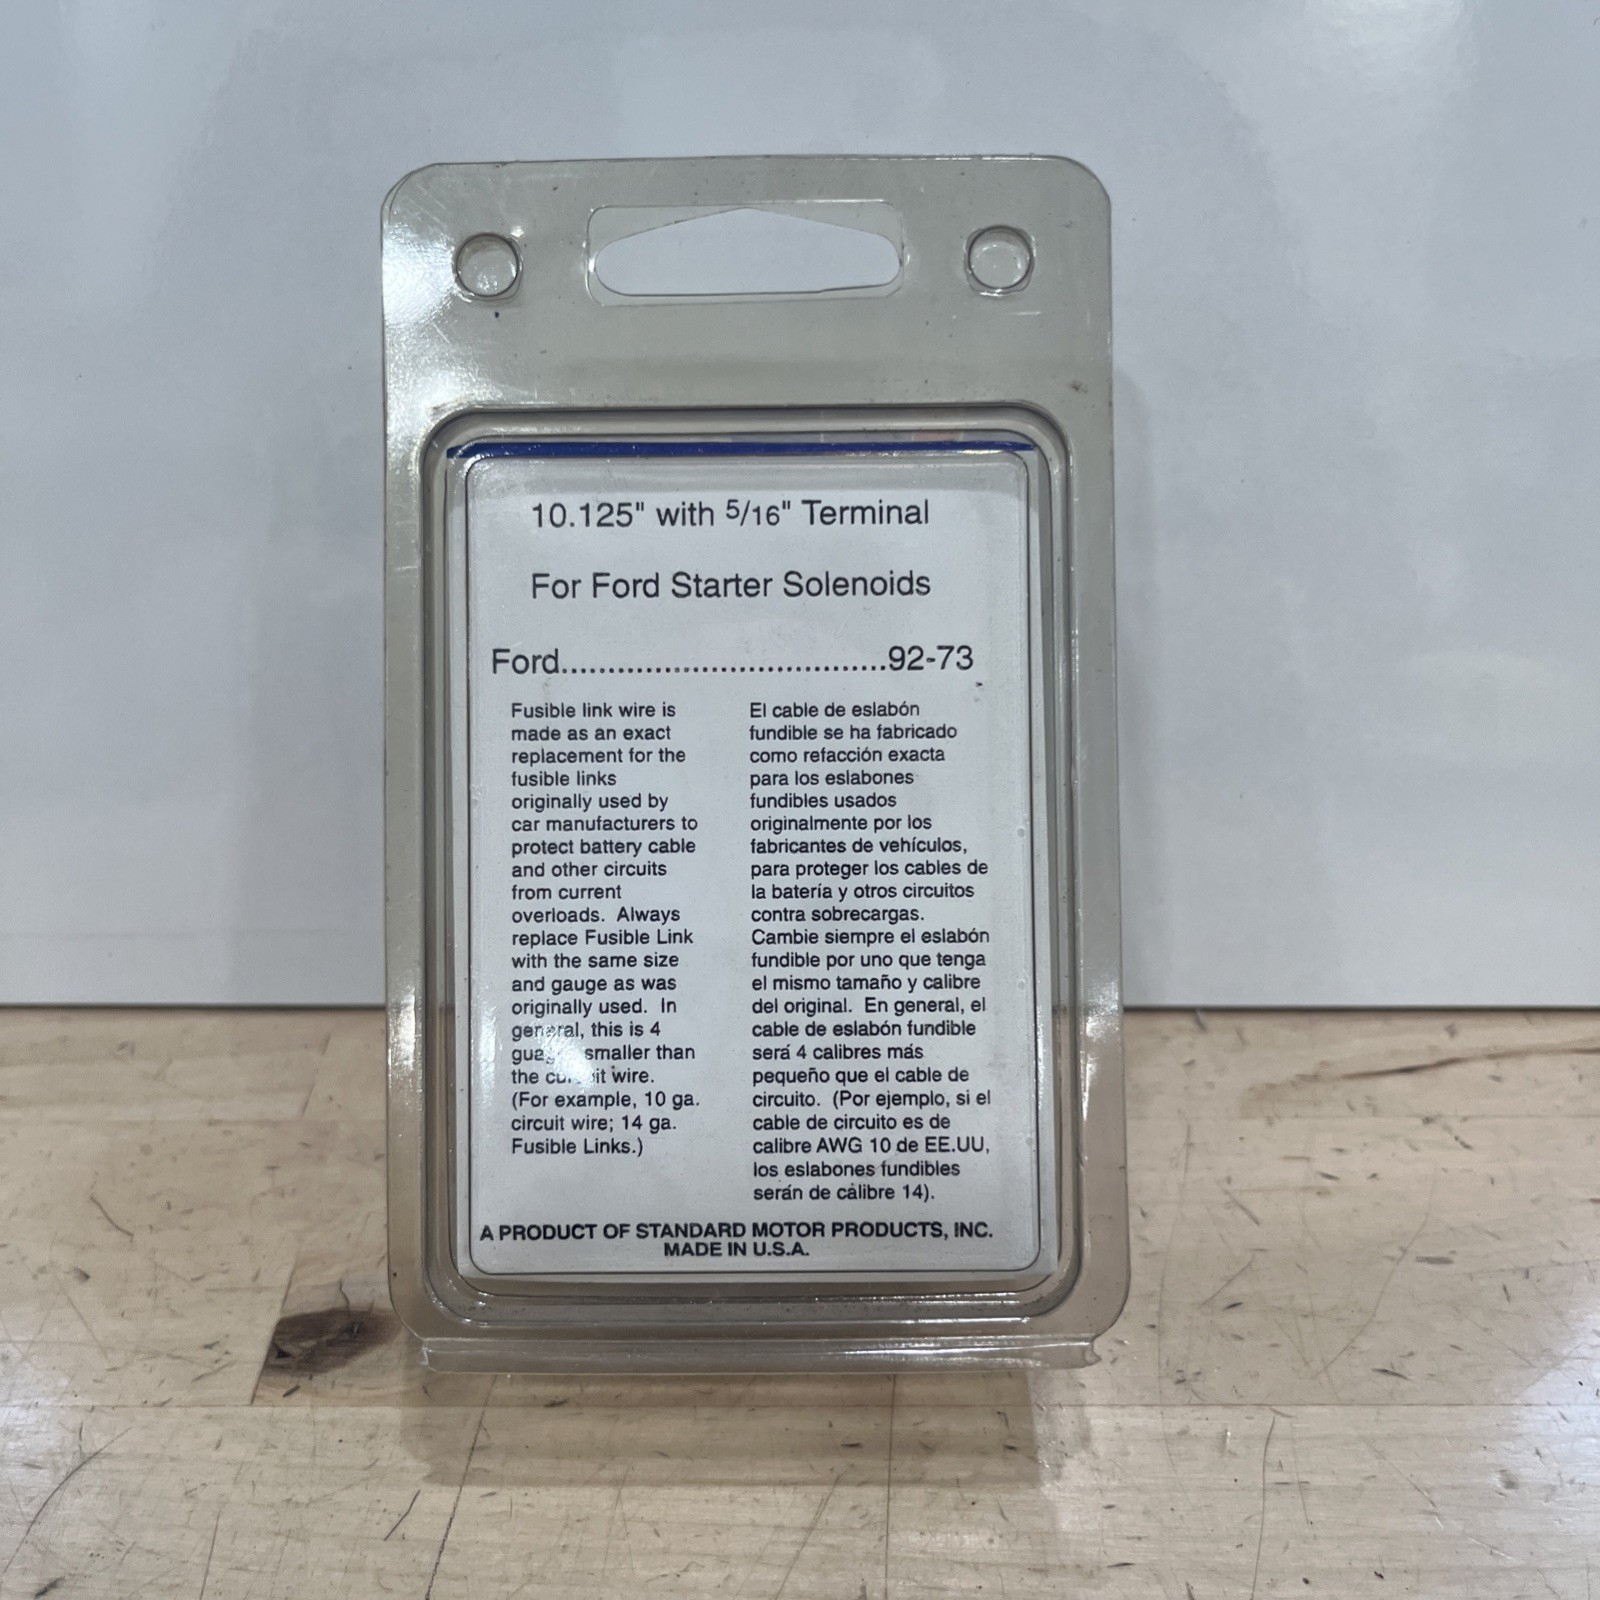 10.125" with 5/16" Terminal
For Ford Starter Solenoids
Ford...................................92-73
Fusible link wire is
made as an exact
replacement for the
fusible links
originally used by
car manufacturers to
protect battery cable
and other circuits
from current
overloads. Always
replace Fusible Link
with the same size
and gauge as was
originally used. In
general, this is 4
smaller than
the circuit wire.
(For example, 10 ga.
circuit wire; 14 ga.
Fusible Links.)
El cable de eslabón
fundible se ha fabricado
como refacción exacta
para los eslabones
fundibles usados
originalmente por los
fabricantes de vehículos,
para proteger los cables de
la batería y otros circuitos
contra sobrecargas.
Cambie siempre el eslabón
fundible por uno que tenga
el mismo tamaño y calibre
del original. En general, el
cable de eslabón fundible
será 4 calibres más
pequeño que el cable de
circuito. (Por ejemplo, si el
cable de circuito es de
calibre AWG 10 de EE.UU,
los eslabones fundibles
serán de calibre 14).
A PRODUCT OF STANDARD MOTOR PRODUCTS, INC.
MADE IN U.S.A.